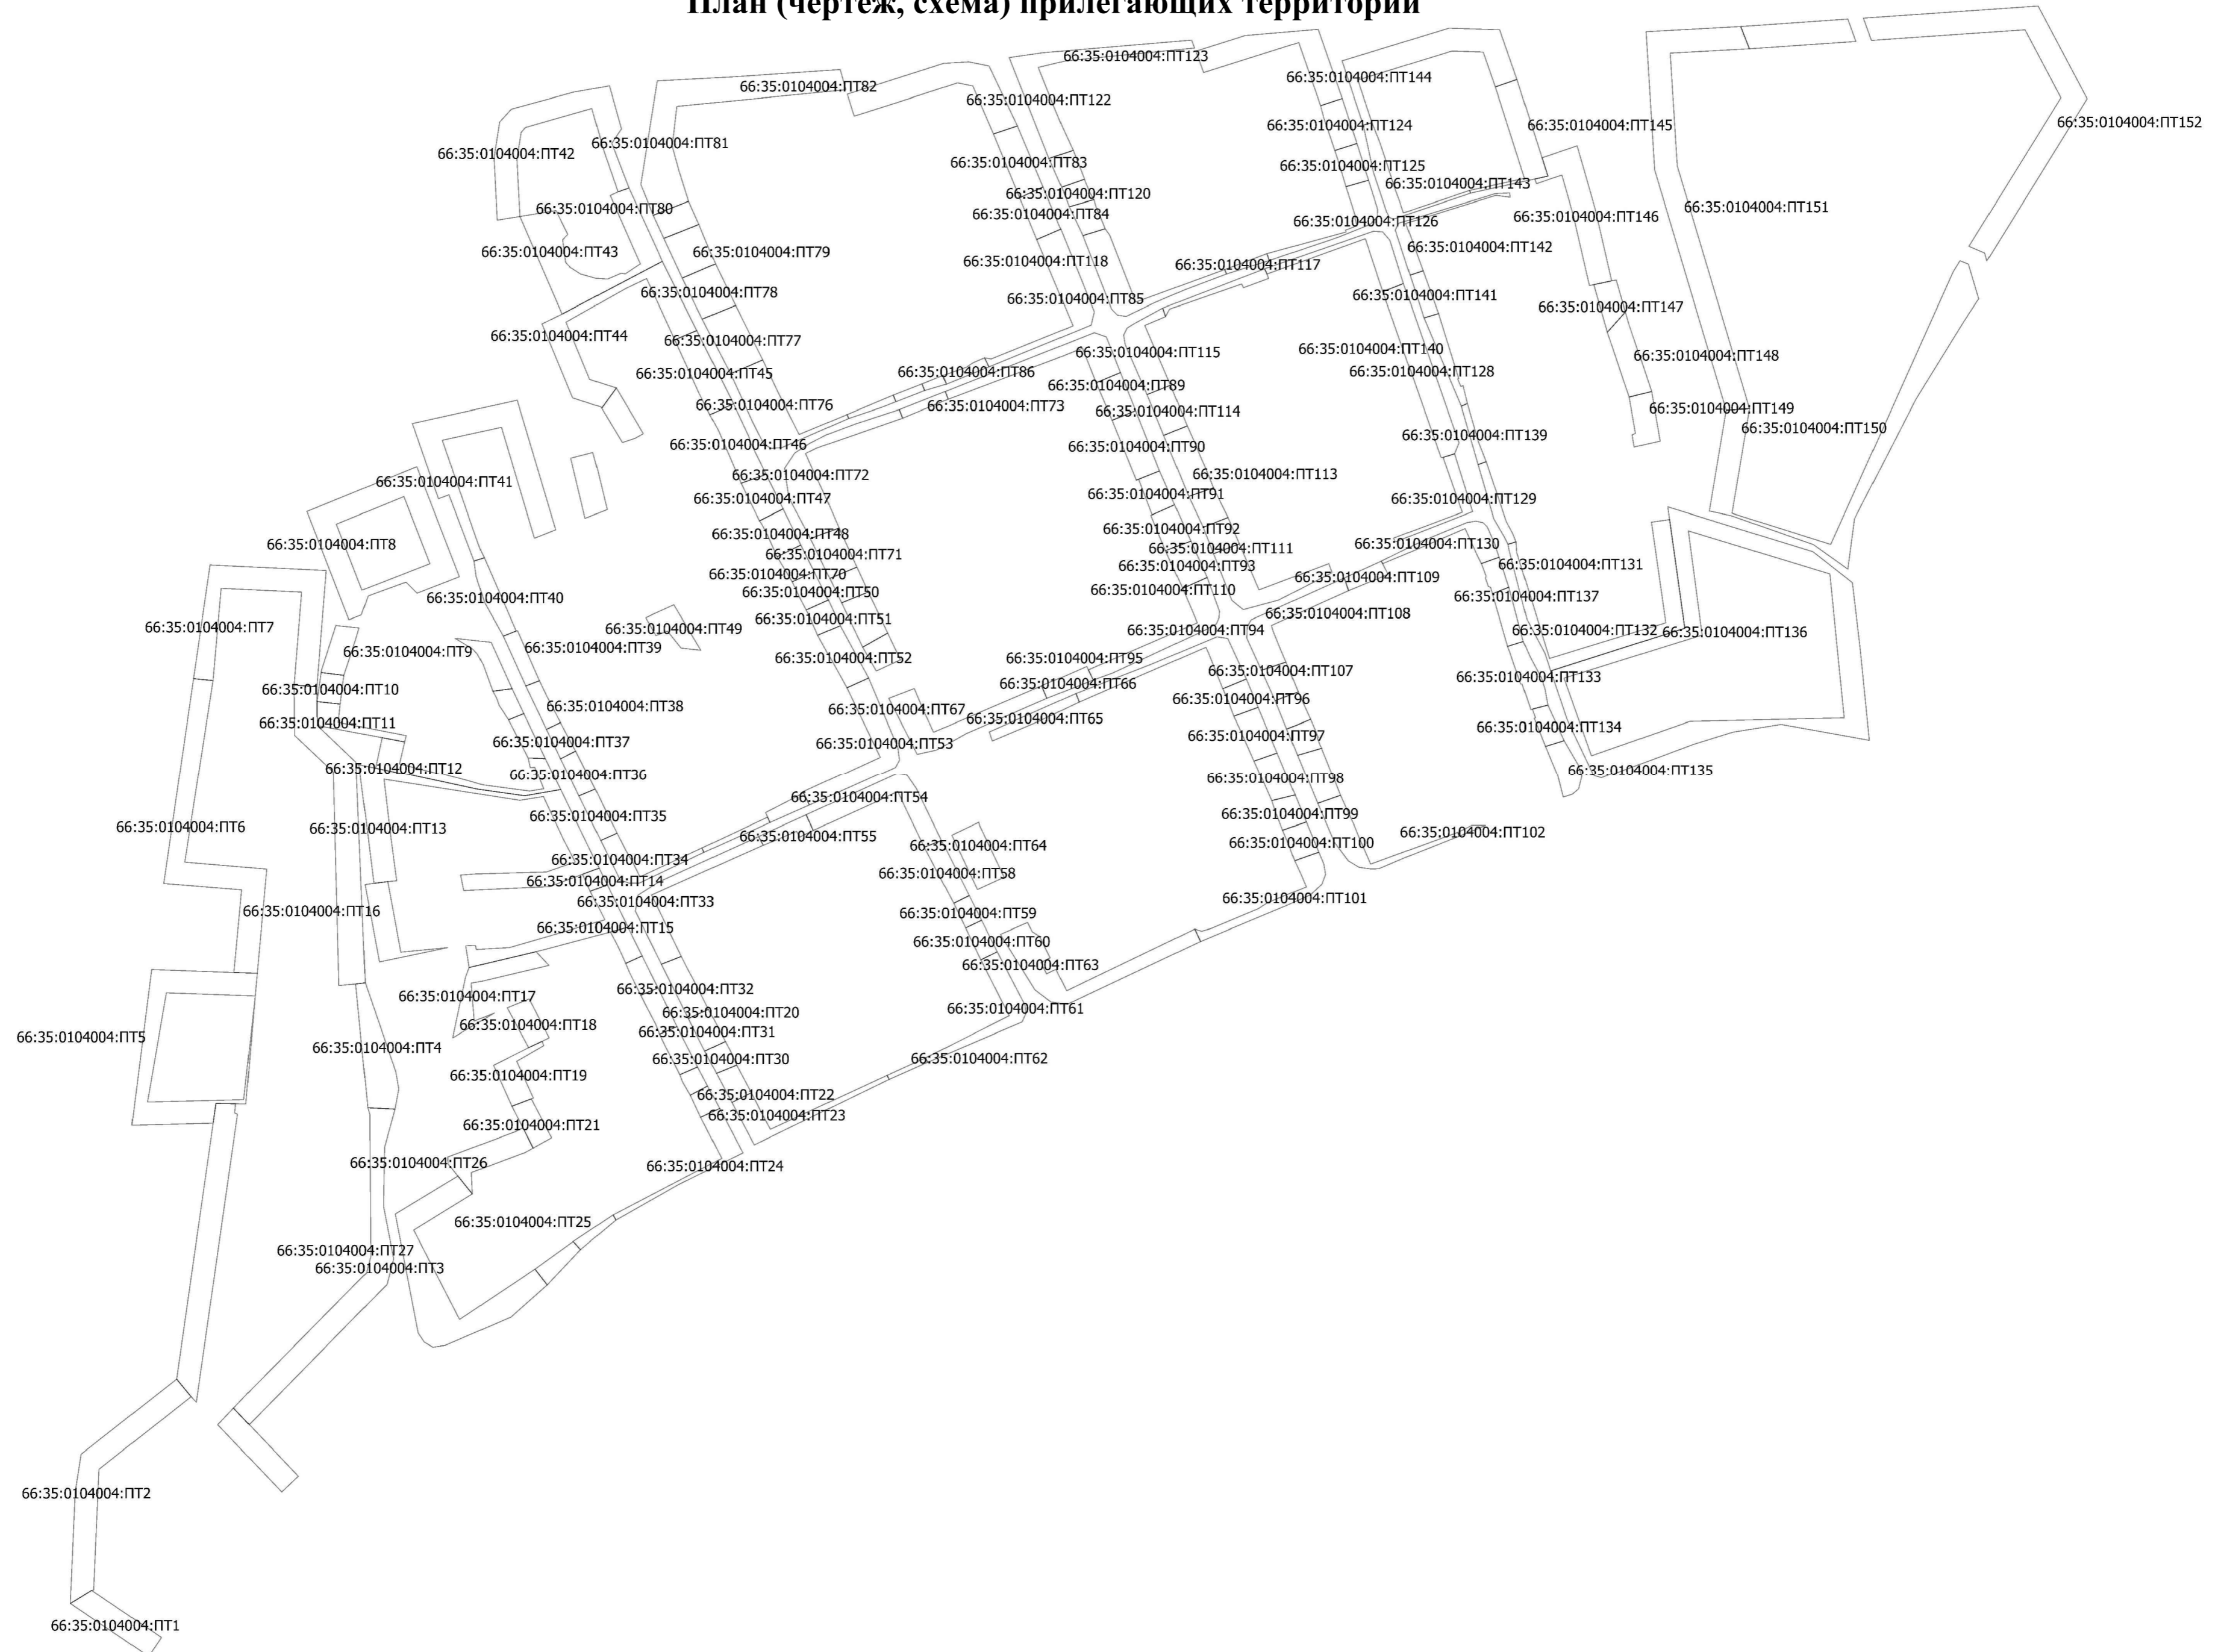 План (чертеж, схема) прилегающих территорий
66:35:0104004:ПТ123
66:35:0104004:ПТ144
66:35:0104004:ПТ82
66:35:0104004:ПТ122
66:35:0104004:ПТ152
66:35:0104004:ПТ124
66:35:0104004:ПТ145
66:35:0104004:ПТ81
66:35:0104004:ПТ42
66:35:0104004:ПТ83
66:35:0104004:ПТ125
66:35:0104004:ПТ143
66:35:0104004:ПТ120
66:35:0104004:ПТ80
66:35:0104004:ПТ84
66:35:0104004:ПТ151
66:35:0104004:ПТ146
66:35:0104004:ПТ126
66:35:0104004:ПТ142
66:35:0104004:ПТ43
66:35:0104004:ПТ79
66:35:0104004:ПТ118
66:35:0104004:ПТ117
66:35:0104004:ПТ78
66:35:0104004:ПТ85
66:35:0104004:ПТ141
66:35:0104004:ПТ147
66:35:0104004:ПТ44
66:35:0104004:ПТ77
66:35:0104004:ПТ115
66:35:0104004:ПТ140
66:35:0104004:ПТ148
66:35:0104004:ПТ45
66:35:0104004:ПТ86
66:35:0104004:ПТ128
66:35:0104004:ПТ89
66:35:0104004:ПТ76
66:35:0104004:ПТ73
66:35:0104004:ПТ114
66:35:0104004:ПТ149
66:35:0104004:ПТ150
66:35:0104004:ПТ139
66:35:0104004:ПТ46
66:35:0104004:ПТ90
66:35:0104004:ПТ72
66:35:0104004:ПТ113
66:35:0104004:ПТ41
66:35:0104004:ПТ47
66:35:0104004:ПТ91
66:35:0104004:ПТ129
66:35:0104004:ПТ48
66:35:0104004:ПТ92
66:35:0104004:ПТ8
66:35:0104004:ПТ130
66:35:0104004:ПТ111
66:35:0104004:ПТ71
66:35:0104004:ПТ93
66:35:0104004:ПТ131
66:35:0104004:ПТ70
66:35:0104004:ПТ109
66:35:0104004:ПТ50
66:35:0104004:ПТ110
66:35:0104004:ПТ40
66:35:0104004:ПТ137
66:35:0104004:ПТ108
66:35:0104004:ПТ51
66:35:0104004:ПТ7
66:35:0104004:ПТ49
66:35:0104004:ПТ94
66:35:0104004:ПТ132
66:35:0104004:ПТ136
66:35:0104004:ПТ39
66:35:0104004:ПТ9
66:35:0104004:ПТ52
66:35:0104004:ПТ95
66:35:0104004:ПТ107
66:35:0104004:ПТ133
66:35:0104004:ПТ66
66:35:0104004:ПТ10
66:35:0104004:ПТ96
66:35:0104004:ПТ38
66:35:0104004:ПТ67
66:35:0104004:ПТ65
66:35:0104004:ПТ11
66:35:0104004:ПТ134
66:35:0104004:ПТ97
66:35:0104004:ПТ37
66:35:0104004:ПТ53
66:35:0104004:ПТ12
66:35:0104004:ПТ135
66:35:0104004:ПТ36
66:35:0104004:ПТ98
66:35:0104004:ПТ54
66:35:0104004:ПТ99
66:35:0104004:ПТ35
66:35:0104004:ПТ6
66:35:0104004:ПТ13
66:35:0104004:ПТ102
66:35:0104004:ПТ55
66:35:0104004:ПТ100
66:35:0104004:ПТ64
66:35:0104004:ПТ34
66:35:0104004:ПТ58
66:35:0104004:ПТ14
66:35:0104004:ПТ101
66:35:0104004:ПТ33
66:35:0104004:ПТ16
66:35:0104004:ПТ59
66:35:0104004:ПТ15
66:35:0104004:ПТ60
66:35:0104004:ПТ63
66:35:0104004:ПТ32
66:35:0104004:ПТ17
66:35:0104004:ПТ61
66:35:0104004:ПТ20
66:35:0104004:ПТ18
66:35:0104004:ПТ31
66:35:0104004:ПТ5
66:35:0104004:ПТ4
66:35:0104004:ПТ30
66:35:0104004:ПТ62
66:35:0104004:ПТ19
66:35:0104004:ПТ22
66:35:0104004:ПТ23
66:35:0104004:ПТ21
66:35:0104004:ПТ26
66:35:0104004:ПТ24
66:35:0104004:ПТ25
66:35:0104004:ПТ27
66:35:0104004:ПТ3
66:35:0104004:ПТ2
66:35:0104004:ПТ1